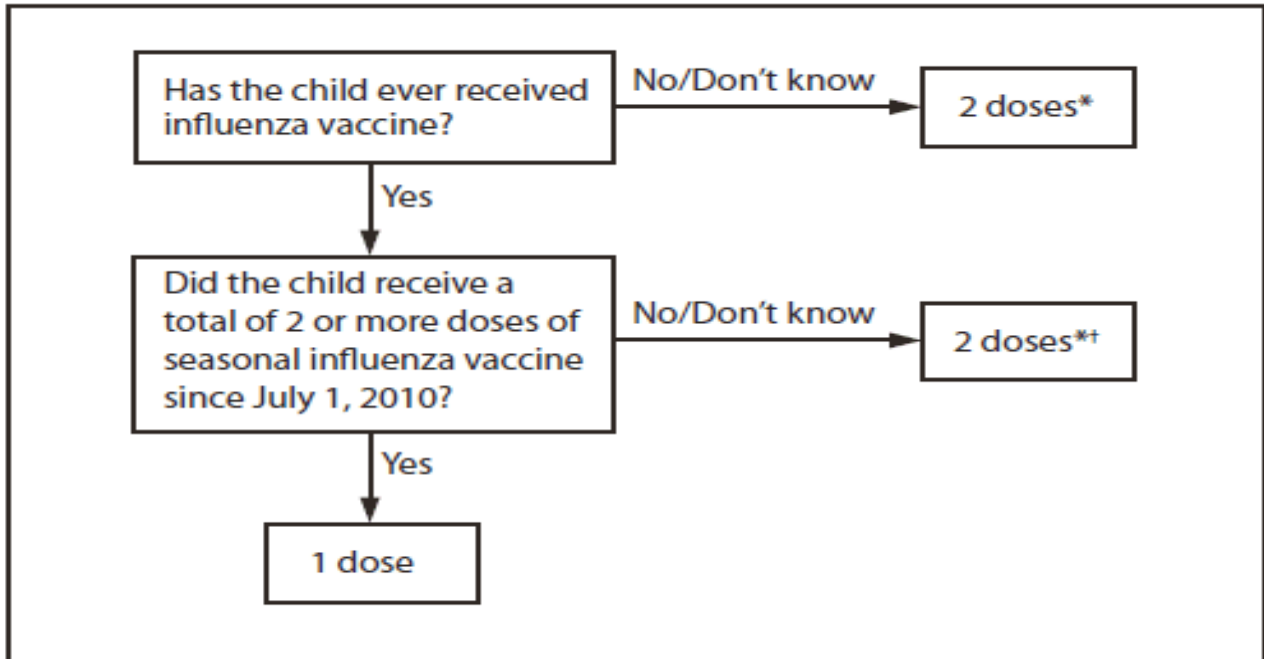 Has the child ever received
influenza vaccine?
No/Don't know
2 doses*
Yes
Did the child receive a
total of 2 or more doses of
seasonal influenza vaccine
since July 1, 2010?
No/Don't know
2 doses*†
Yes
1 dose